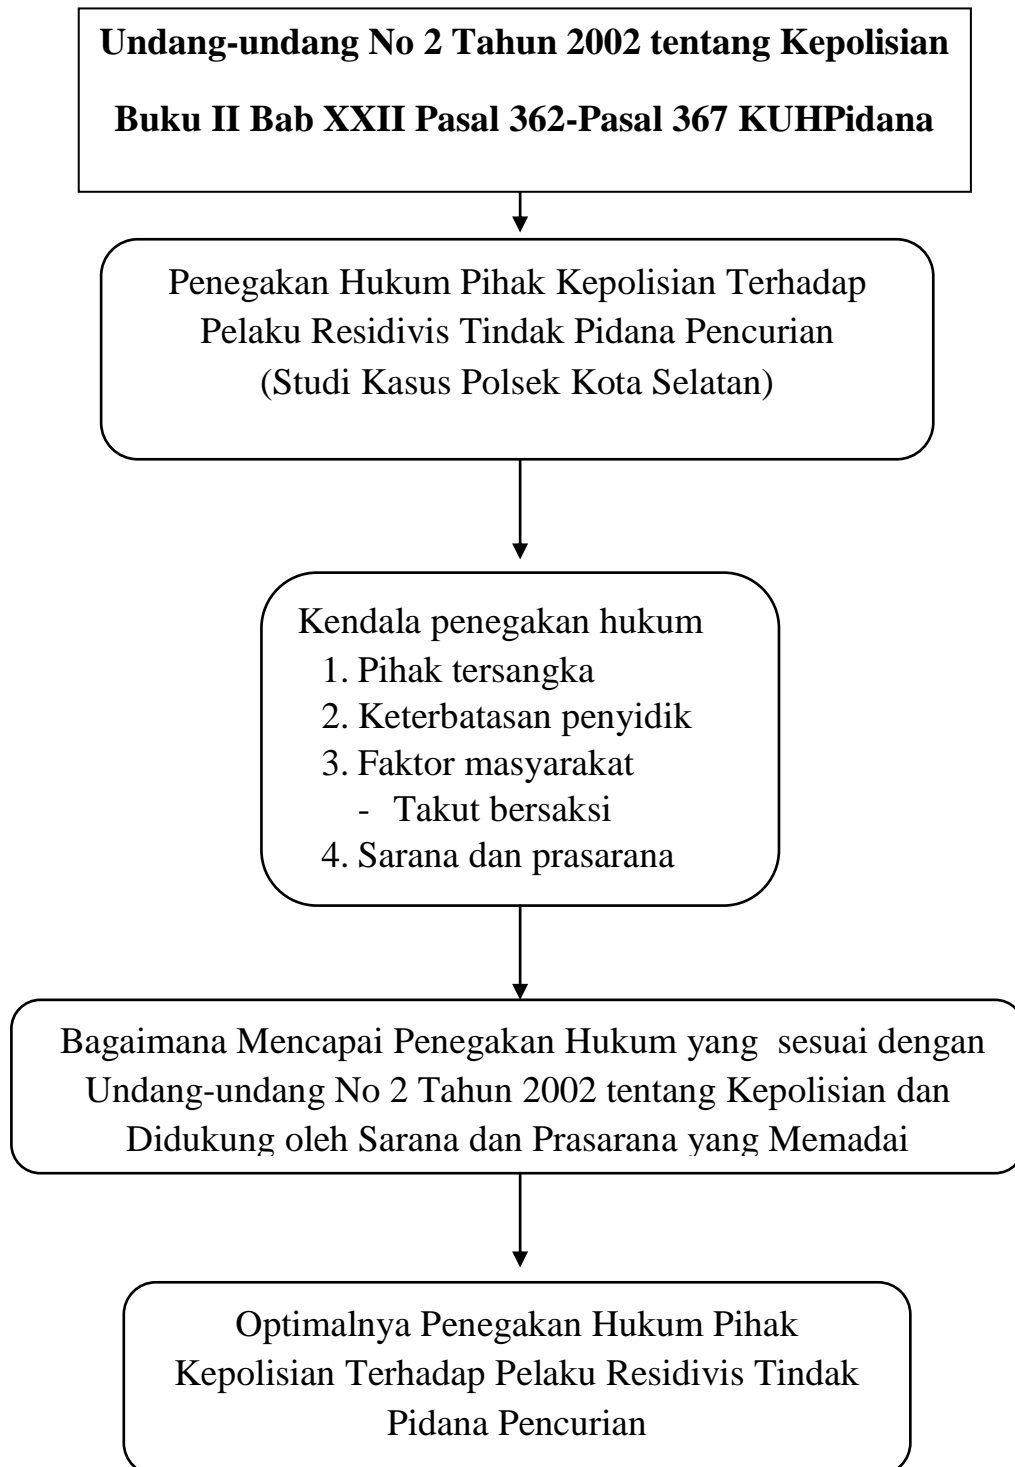 Undang-undang No 2 Tahun 2002 tentang Kepolisian
Buku II Bab XXII Pasal 362-Pasal 367 KUHPidana
Penegakan Hukum Pihak Kepolisian Terhadap
Pelaku Residivis Tindak Pidana Pencurian
(Studi Kasus Polsek Kota Selatan)
Kendala penegakan hukum
1. Pihak tersangka
2. Keterbatasan penyidik
3. Faktor masyarakat
- Takut bersaksi
4. Sarana dan prasarana
Bagaimana Mencapai Penegakan Hukum yang sesuai dengan
Undang-undang No 2 Tahun 2002 tentang Kepolisian dan
Didukung oleh Sarana dan Prasarana yang Memadai
Optimalnya Penegakan Hukum Pihak
Kepolisian Terhadap Pelaku Residivis Tindak
Pidana Pencurian